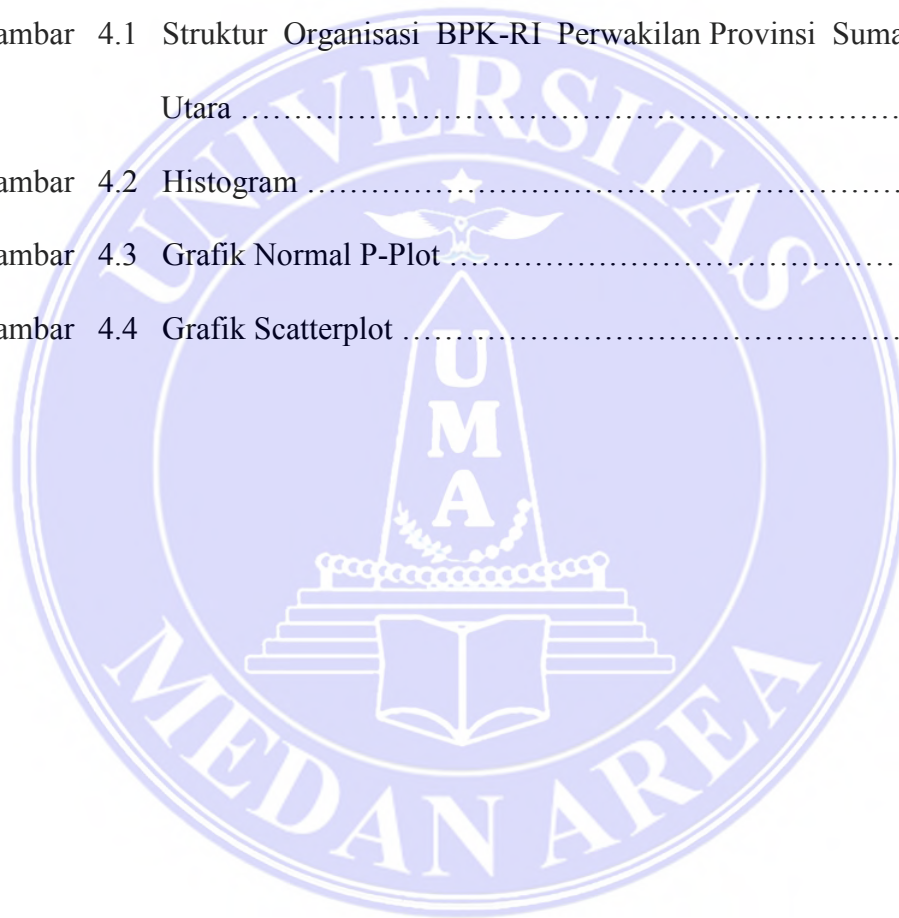 ambar 4.1 Struktur Organisasi BPK-RI Perwakilan Provinsi Suma
Utara ……………………………………………………
ambar 4.2 Histogram ……………………………………………
ambar 4.3 Grafik Normal P-Plot ………………………………
ambar 4.4 Grafik Scatterplot ……………………………………
UNIVERSITAS
UMA
MEDAN AREA